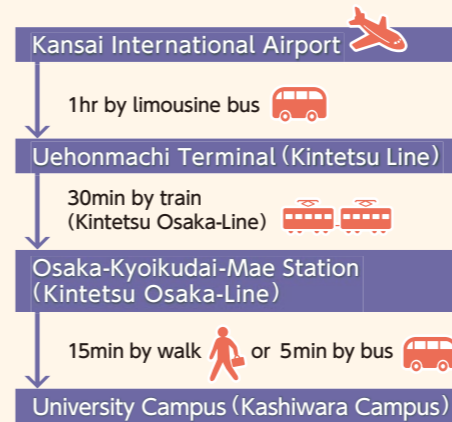 Kansai International Airport
1hr by limousine bus
Uehonmachi Terminal (Kintetsu Line)
30min by train
(Kintetsu Osaka-Line)
Osaka-Kyoikudai-Mae Station
(Kintetsu Osaka-Line)
15min by walk or 5min by bus
University Campus (Kashiwara Campus)